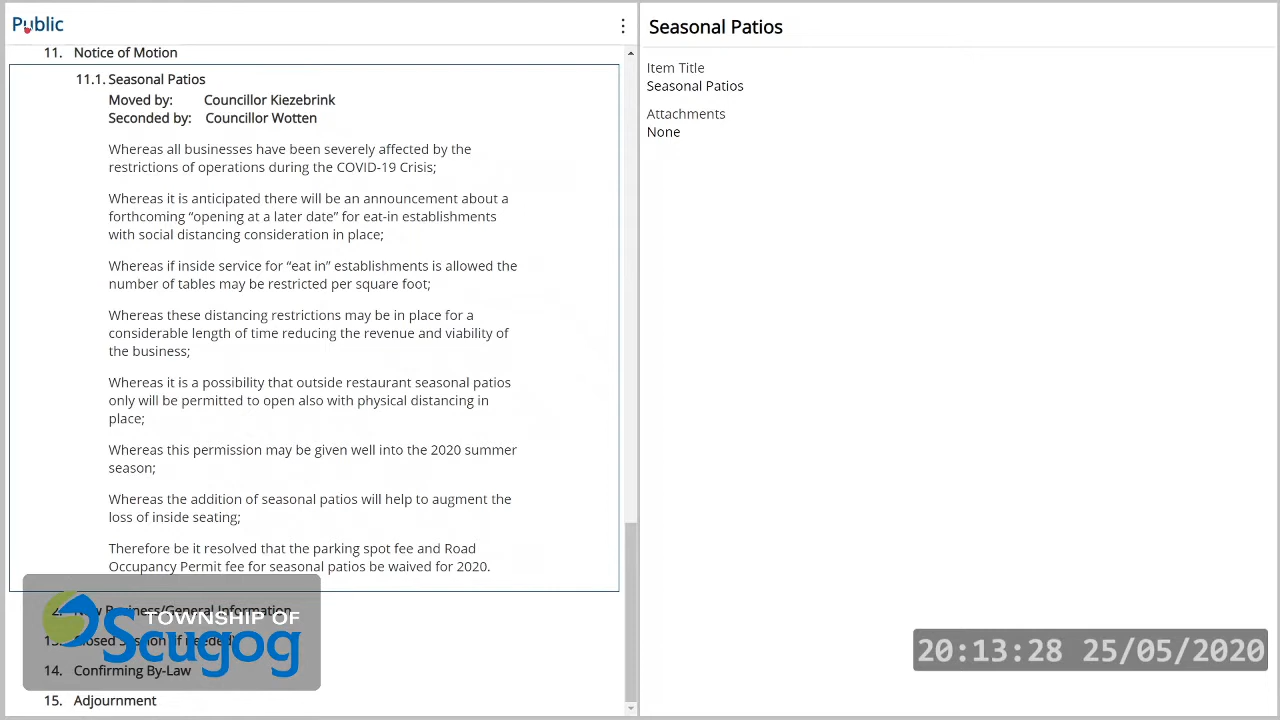 Public
11. Notice of Motion
11.1. Seasonal Patios
Moved by: Councillor Kiezebrink
Seconded by: Councillor Wotten
Whereas all businesses have been severely affected by the
restrictions of operations during the COVID-19 Crisis;
Whereas it is anticipated there will be an announcement about a
forthcoming “opening at a later date” for eat-in establishments
with social distancing consideration in place;
Whereas if inside service for “eat in” establishments is allowed the
number of tables may be restricted per square foot;
Whereas these distancing restrictions may be in place for a
considerable length of time reducing the revenue and viability of
the business;
Whereas it is a possibility that outside restaurant seasonal patios
only will be permitted to open also with physical distancing in
place;
Whereas this permission may be given well into the 2020 summer
season;
Whereas the addition of seasonal patios will help to augment the
loss of inside seating;
Therefore be it resolved that the parking spot fee and Road
Occupancy Permit fee for seasonal patios be waived for 2020.
New Business/General Information
TOWNSHIP OF
Scugog
14. Confirming By-Law
15. Adjournment
Seasonal Patios
Item Title
Seasonal Patios
Attachments
None
20:13:28 25/05/2020